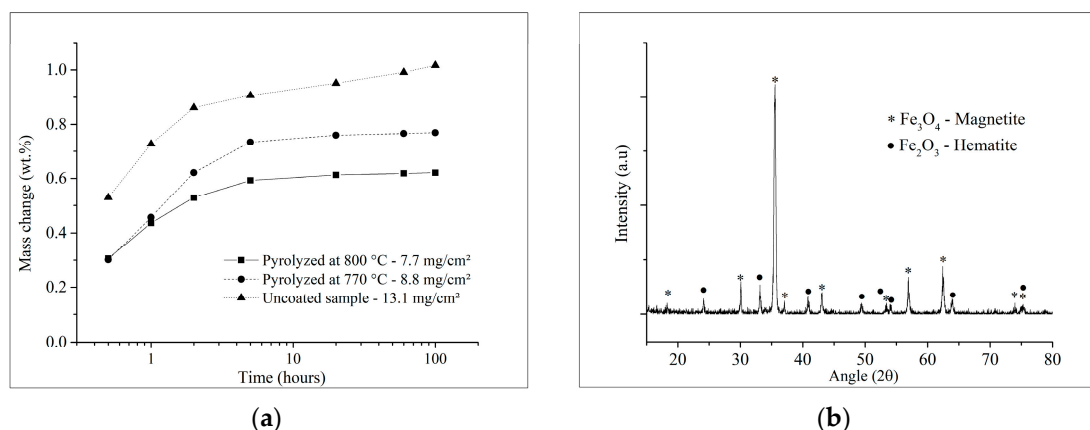 1.0
0.8
0.6
0.4
0.2
0.0
Mass change (wt.%)
Pyrolyzed at 800 °C - 7.7 mg/cm²
Pyrolyzed at 770 °C - 8.8 mg/cm²
Uncoated sample - 13.1 mg/cm²
1 10 100
Time (hours)
(a)
Intensity (a.u)
* Fe3O4 - Magnetite
● Fe2O3 - Hematite
20 30 40 50 60 70 80
Angle (2θ)
(b)